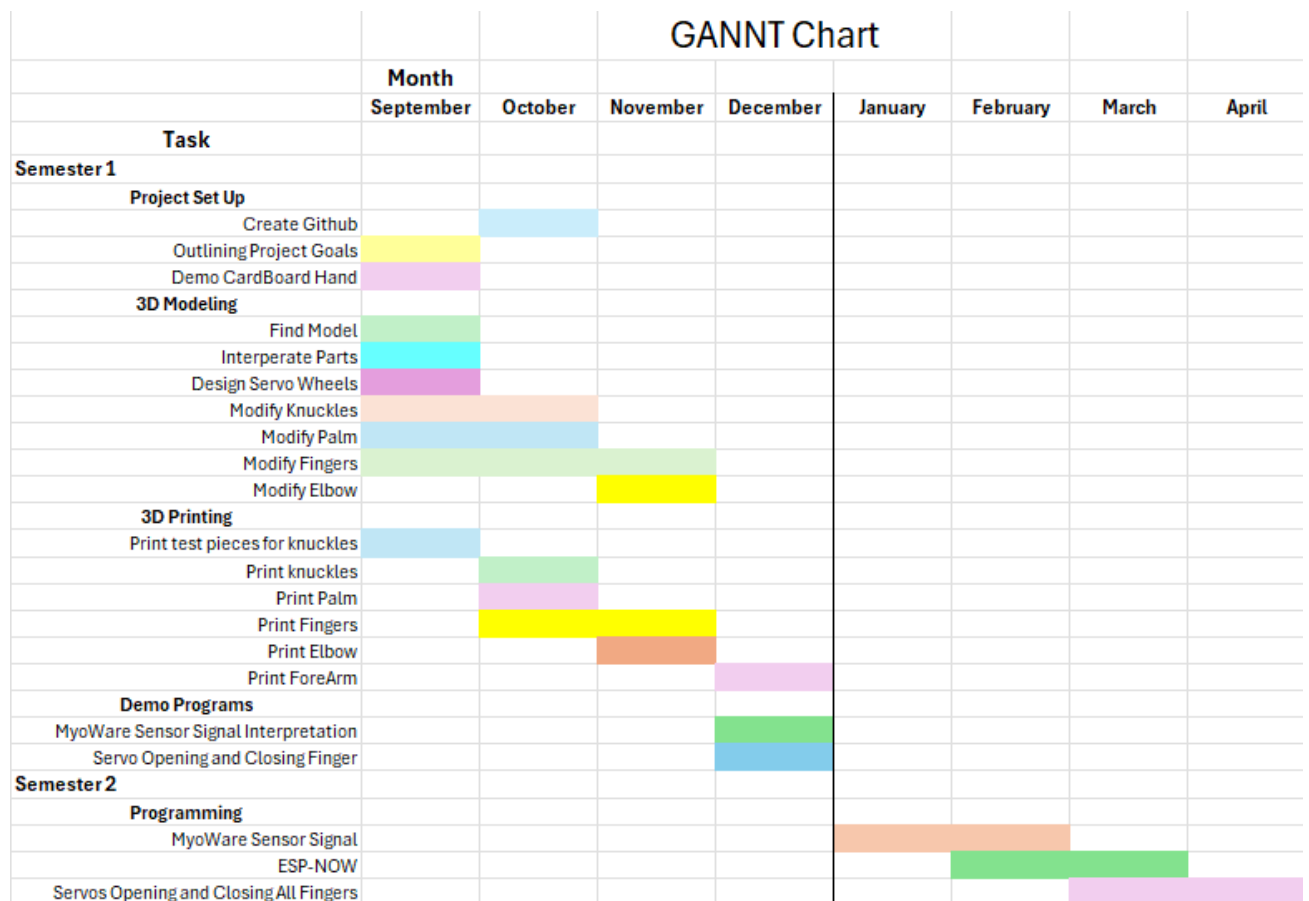 GANNT Chart
Month
September October November December January February March April
Task
Semester 1
Project Set Up
Create Github
Outlining Project Goals
Demo CardBoard Hand
3D Modeling
Find Model
Interperate Parts
Design Servo Wheels
Modify Knuckles
Modify Palm
Modify Fingers
Modify Elbow
3D Printing
Print test pieces for knuckles
Print knuckles
Print Palm
Print Fingers
Print Elbow
Print ForeArm
Demo Programs
MyoWare Sensor Signal Interpretation
Servo Opening and Closing Finger
Semester 2
Programming
MyoWare Sensor Signal
ESP-NOW
Servos Opening and Closing All Fingers